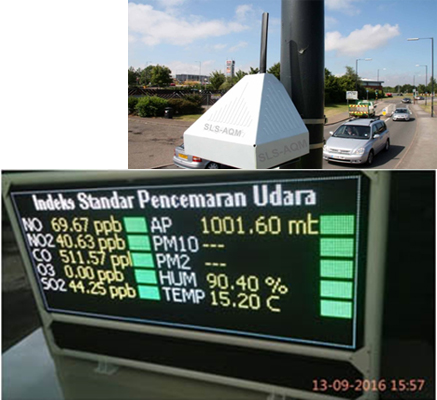 SLS-AQM
SLS-AQM
Indeks Standar Pencemaran Udara
NO 69.67 ppb AP 1001.60 mb
NO2 40.63 ppb PM10 ---
CO 511.57 ppb PM2 ---
O3 0.00 ppb HUM 90.40 %
SO2 44.25 ppb TEMP 15.20 C
13-09-2016 15:57